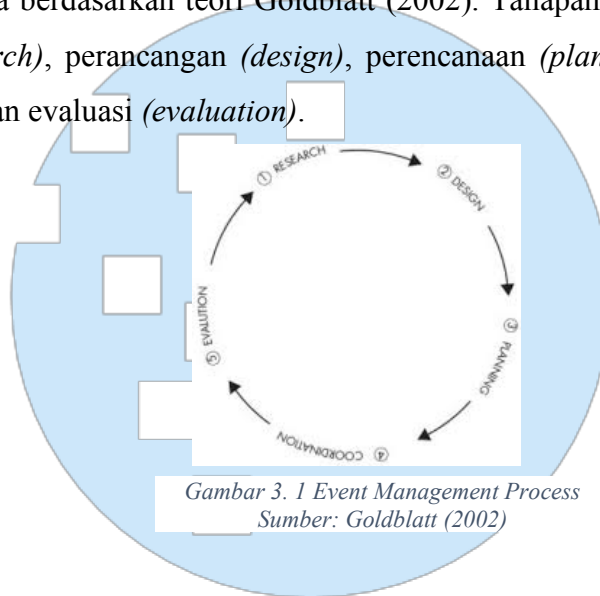 a berdasarkan teori Goldblatt (2002). Tahapan
rch), perancangan (design), perencanaan (plan
an evaluasi (evaluation).
① RESEARCH
② DESIGN
③ PLANNING
④ COORDINATION
⑤ EVALUTION
Gambar 3. 1 Event Management Process
Sumber: Goldblatt (2002)